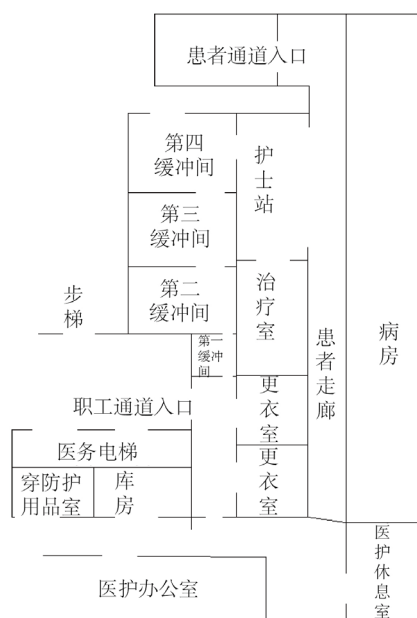 患者通道入口
第四
缓冲间
护士站
第三
缓冲间
第二
缓冲间
治疗室
步梯
第一
缓冲
间
患者走廊
病房
职工通道入口
更衣室
医务电梯
更衣室
穿防护
用品室
库房
医护休息室
医护办公室